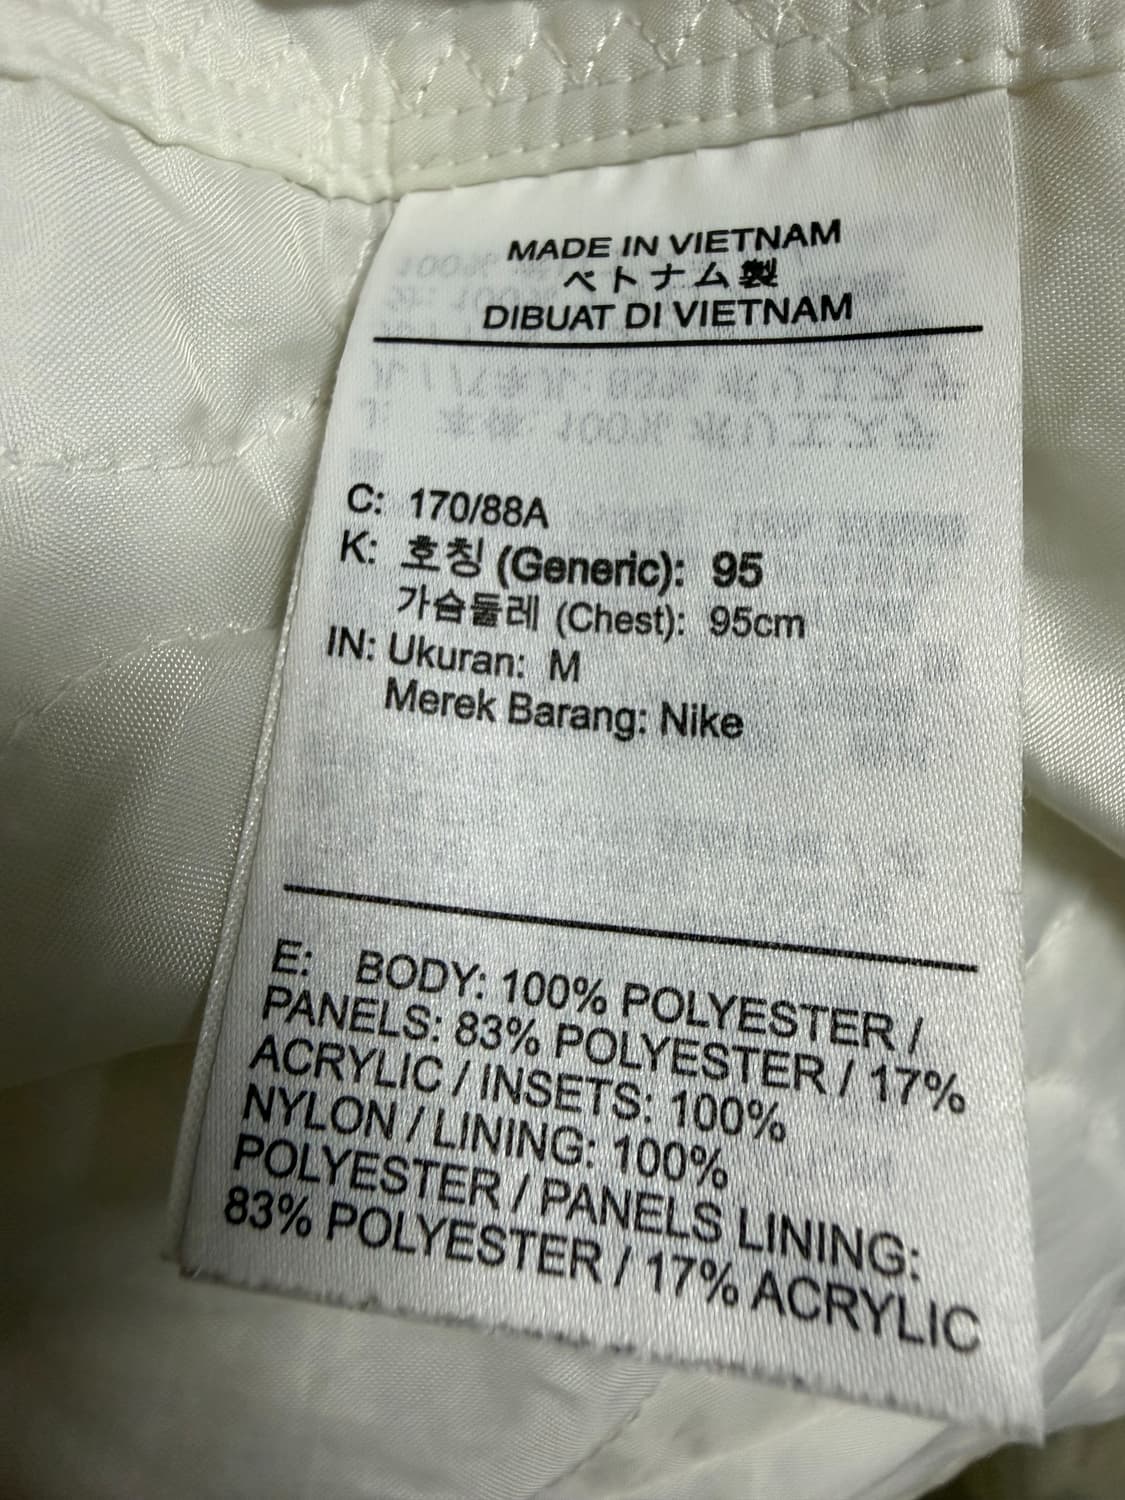 MADE IN VIETNAM
ベトナム製
DIBUAT DI VIETNAM
C: 170/88A
K: 호칭 (Generic): 95
가슴둘레 (Chest): 95cm
IN: Ukuran: M
Merek Barang: Nike
E: BODY: 100% POLYESTER /
PANELS: 83% POLYESTER / 17%
ACRYLIC / INSETS: 100%
NYLON / LINING: 100%
POLYESTER / PANELS LINING:
83% POLYESTER / 17% ACRYLIC